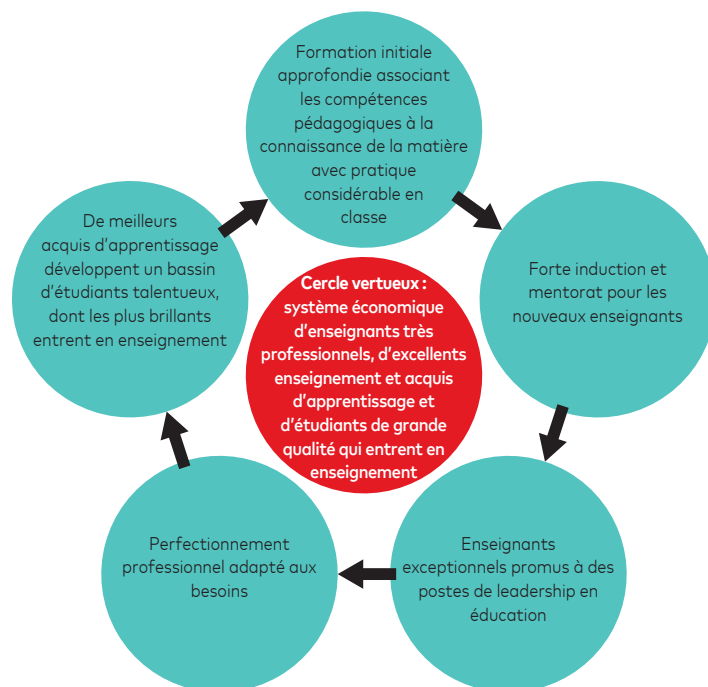 Formation initiale
approfondie associant
les compétences
pédagogiques à la
connaissance de la matière
avec pratique
considérable en
classe
Forte induction et
mentorat pour les
nouveaux enseignants
Enseignants
exceptionnels promus à des
postes de leadership en
éducation
Perfectionnement
professionnel adapté aux
besoins
De meilleurs
acquis d’apprentissage
développent un bassin
d’étudiants talentueux,
dont les plus brillants
entrent en enseignement
Cercle vertueux :
système économique
d’enseignants très
professionnels, d’excellents
enseignement et acquis
d’apprentissage et
d’étudiants de grande
qualité qui entrent en
enseignement